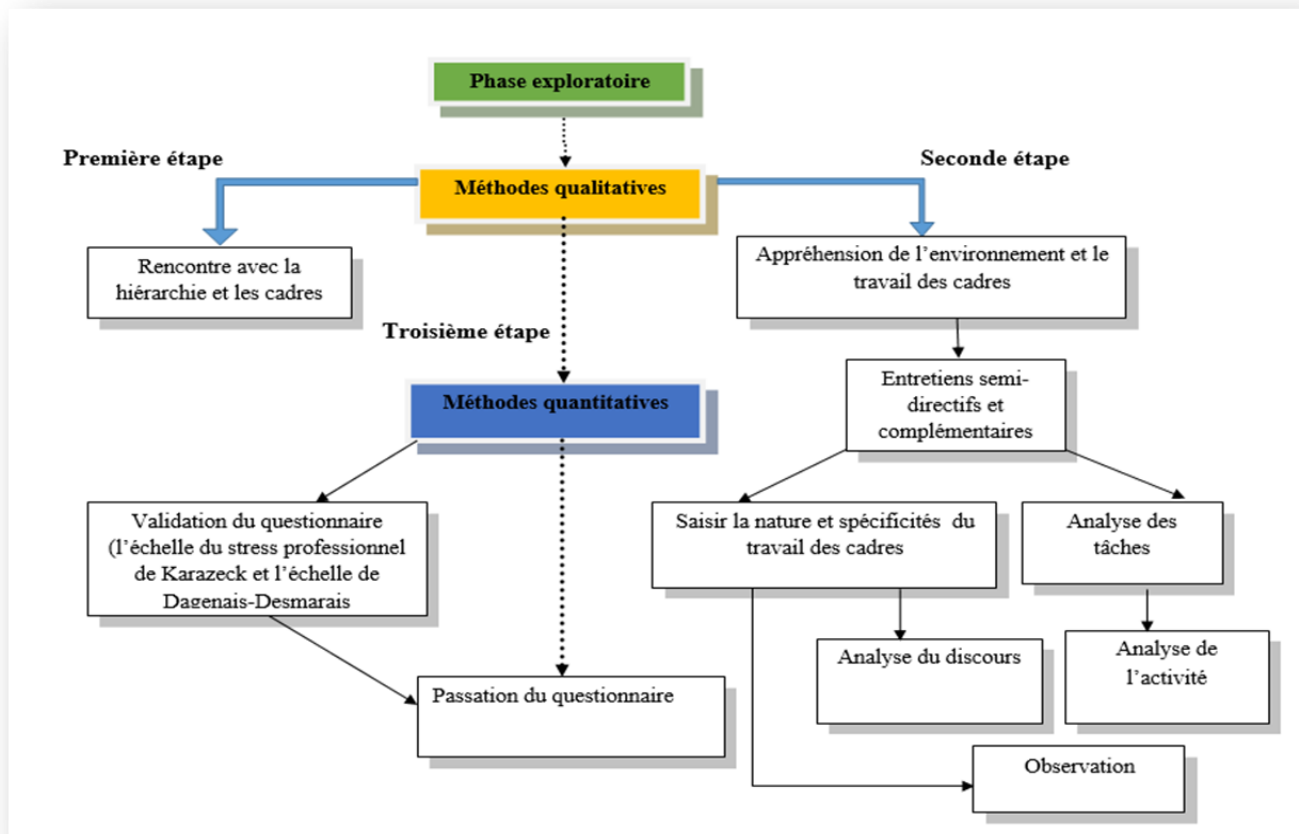 Phase exploratoire
Première étape
Seconde étape
Méthodes qualitatives
Rencontre avec la
hiérarchie et les cadres
Appréhension de l’environnement et le
travail des cadres
Troisième étape
Entretiens semi-
directifs et
complémentaires
Méthodes quantitatives
Validation du questionnaire
(l’échelle du stress professionnel
de Karazeck et l’échelle de
Dagenais-Desmarais
Saisir la nature et spécificités du
travail des cadres
Analyse des
tâches
Analyse du discours
Analyse de
l’activité
Passation du questionnaire
Observation